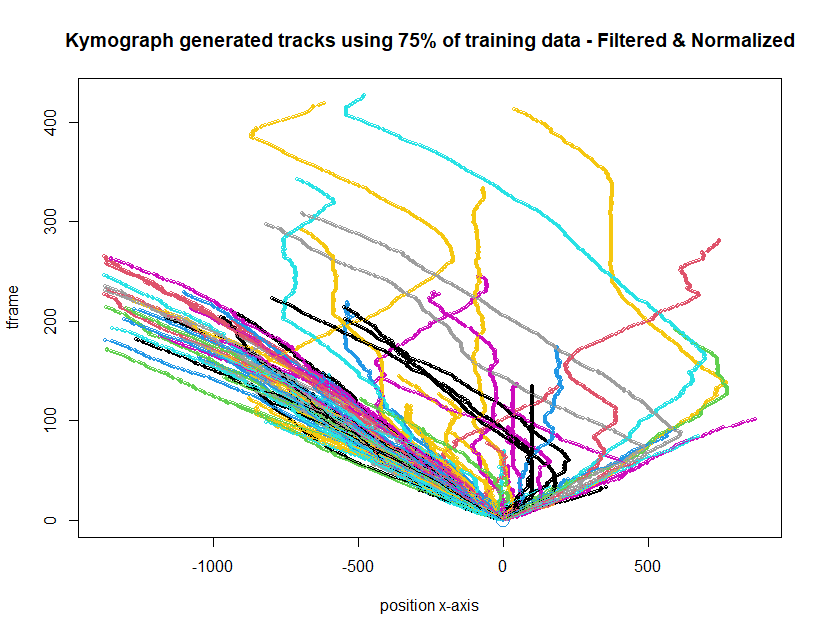 Kymograph generated tracks using 75% of training data - Filtered & Normalized
400
300
200
100
0
tframe
-1000 -500 0 500
position x-axis